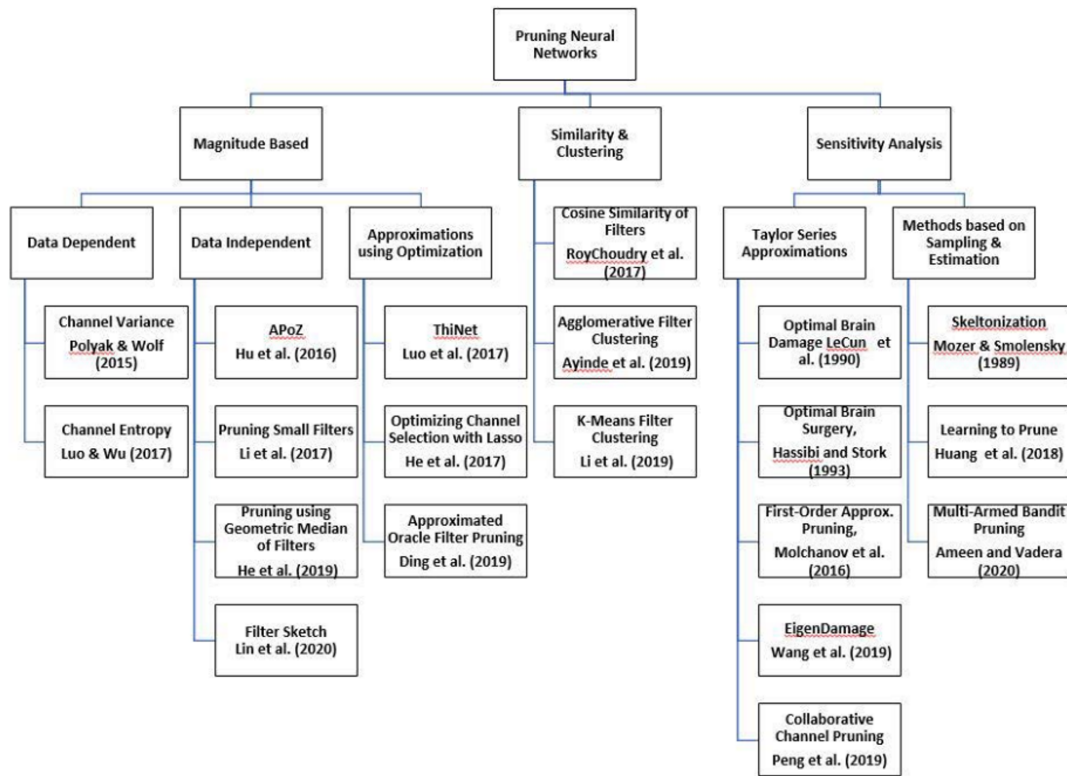 Pruning Neural
Networks
Magnitude Based
Similarity &
Clustering
Sensitivity Analysis
Data Dependent
Data Independent
Approximations
using Optimization
Cosine Similarity of
Filters
RoyChoudry et al.
(2017)
Taylor Series
Approximations
Methods based on
Sampling &
Estimation
Channel Variance
Polyak & Wolf
(2015)
APoZ
Hu et al. (2016)
ThiNet
Luo et al. (2017)
Agglomerative Filter
Clustering
Ayinde et al. (2019)
Optimal Brain
Damage LeCun et
al. (1990)
Skeltonization
Mozer & Smolensky
(1989)
Channel Entropy
Luo & Wu (2017)
Pruning Small Filters
Li et al. (2017)
Optimizing Channel
Selection with Lasso
He et al. (2017)
K-Means Filter
Clustering
Li et al. (2019)
Optimal Brain
Surgery,
Hassibi and Stork
(1993)
Learning to Prune
Huang et al. (2018)
Pruning using
Geometric Median
of Filters
He et al. (2019)
Approximated
Oracle Filter Pruning
Ding et al. (2019)
First-Order Approx.
Pruning,
Molchanov et al.
(2016)
Multi-Armed Bandit
Pruning
Ameen and Vadera
(2020)
Filter Sketch
Lin et al. (2020)
EigenDamage
Wang et al. (2019)
Collaborative
Channel Pruning
Peng et al. (2019)